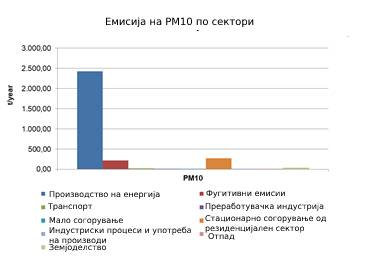 Емисија на PM10 по сектори
3.000,00
2.500,00
2.000,00
1.500,00
1.000,00
500,00
0,00
t/year
PM10
Производство на енергија
Фугитивни емисии
Транспорт
Преработувачка индустрија
Мало согорување
Стационарно согорување од
резиденцијален сектор
Индустриски процеси и употреба
на производи
Отпад
Земјоделство